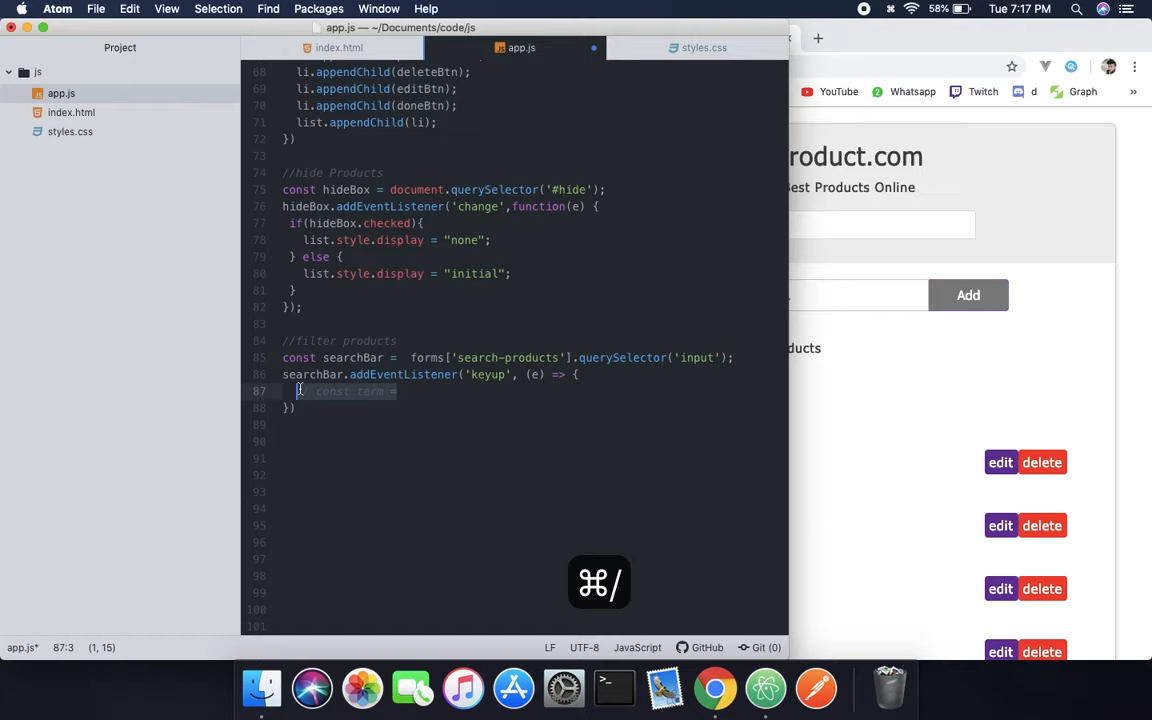 Atom File Edit View Selection Find Packages Window Help 58% Tue 7:17 PM
app.js — ~/Documents/code/js
Project index.html app.js styles.css
js
app.js
index.html
styles.css
68 li.appendChild(deleteBtn);
69 li.appendChild(editBtn);
70 li.appendChild(doneBtn);
71 list.appendChild(li);
72 })
73
74 //hide Products
75 const hideBox = document.querySelector('#hide');
76 hideBox.addEventListener('change',function(e) {
77 if(hideBox.checked){
78 list.style.display = "none";
79 } else {
80 list.style.display = "initial";
81 }
82 });
83
84 //filter products
85 const searchBar = forms['search-products'].querySelector('input');
86 searchBar.addEventListener('keyup', (e) => {
87 // const term =
88 })
89
90
91
92
93
94
95
96
97
98
99
100
101
⌘/
app.js* 87:3 (1, 15) LF UTF-8 JavaScript GitHub Git (0)
YouTube Whatsapp Twitch d Graph »
roduct.com
Best Products Online
Add
ducts
edit delete
edit delete
edit delete
edit delete